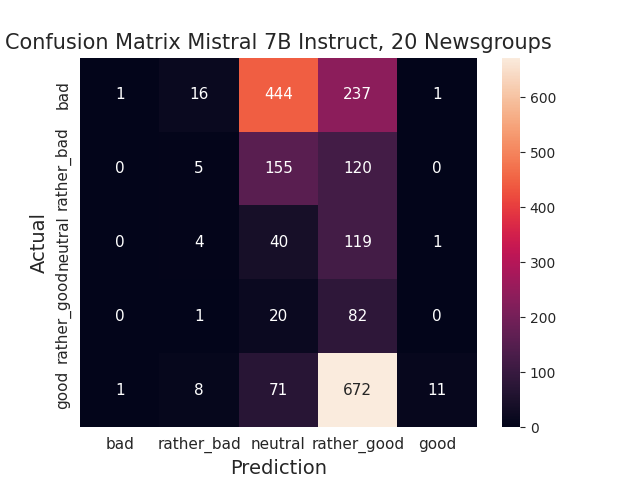 Confusion Matrix Mistral 7B Instruct, 20 Newsgroups
Actual
bad 1 16 444 237 1
rather_bad 0 5 155 120 0
neutral 0 4 40 119 1
rather_good 0 1 20 82 0
good 1 8 71 672 11
bad rather_bad neutral rather_good good
Prediction
600
500
400
300
200
100
0